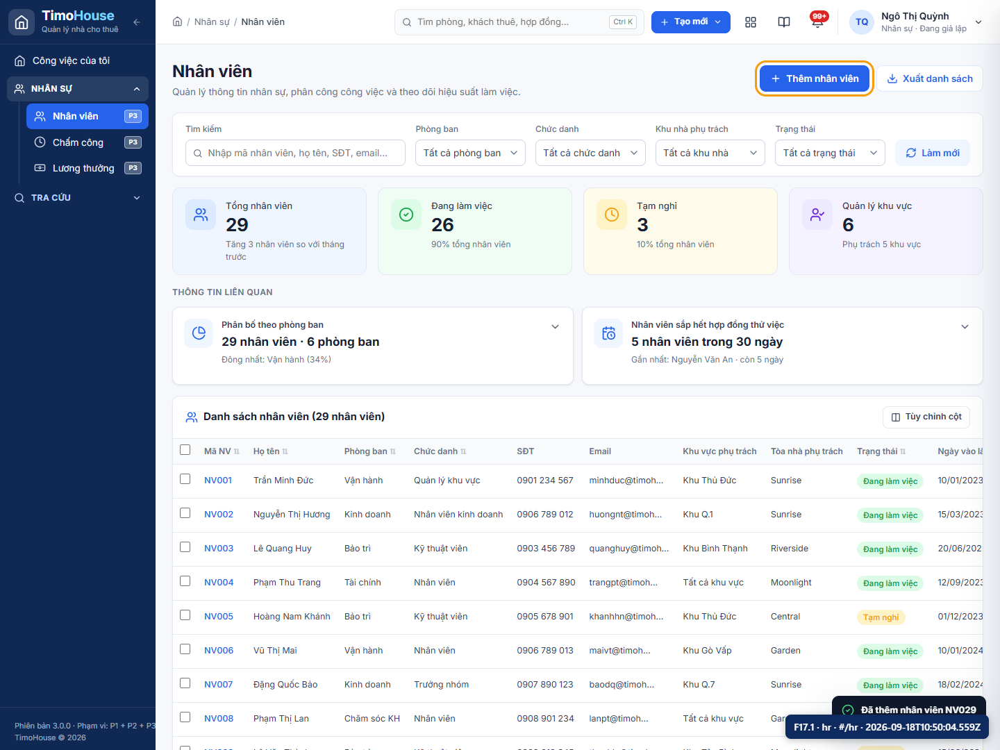 TimoHouse
Quản lý nhà cho thuê
Công việc của tôi
NHÂN SỰ
Nhân viên P3
Chấm công P3
Lương thưởng P3
TRA CỨU
Phiên bản 3.0.0 · Phạm vi: P1 + P2 + P3
TimoHouse © 2026
/ Nhân sự / Nhân viên
Tìm phòng, khách thuê, hợp đồng... Ctrl K
Tạo mới
99+
TQ
Ngô Thị Quỳnh
Nhân sự · Đang giả lập
Nhân viên
Quản lý thông tin nhân sự, phân công công việc và theo dõi hiệu suất làm việc.
Thêm nhân viên
Xuất danh sách
Tìm kiếm Phòng ban Chức danh Khu nhà phụ trách Trạng thái
Nhập mã nhân viên, họ tên, SĐT, email... Tất cả phòng ban Tất cả chức danh Tất cả khu nhà Tất cả trạng thái Làm mới
Tổng nhân viên
29
Tăng 3 nhân viên so với tháng
trước
Đang làm việc
26
90% tổng nhân viên
Tạm nghỉ
3
10% tổng nhân viên
Quản lý khu vực
6
Phụ trách 5 khu vực
THÔNG TIN LIÊN QUAN
Phân bố theo phòng ban
29 nhân viên · 6 phòng ban
Đông nhất: Vận hành (34%)
Nhân viên sắp hết hợp đồng thử việc
5 nhân viên trong 30 ngày
Gần nhất: Nguyễn Văn An · còn 5 ngày
Danh sách nhân viên (29 nhân viên)
Tùy chỉnh cột
Mã NV Họ tên Phòng ban Chức danh SĐT Email Khu vực phụ trách Tòa nhà phụ trách Trạng thái Ngày vào là
NV001 Trần Minh Đức Vận hành Quản lý khu vực 0901 234 567 minhduc@timoh... Khu Thủ Đức Sunrise Đang làm việc 10/01/2023
NV002 Nguyễn Thị Hương Kinh doanh Nhân viên kinh doanh 0906 789 012 huongnt@timoh... Khu Q.1 Sunrise Đang làm việc 15/03/2023
NV003 Lê Quang Huy Bảo trì Kỹ thuật viên 0903 456 789 quanghuy@timoh... Khu Bình Thạnh Riverside Đang làm việc 20/06/202
NV004 Phạm Thu Trang Tài chính Nhân viên 0904 567 890 trangpt@timoh... Tất cả khu vực Moonlight Đang làm việc 12/09/2023
NV005 Hoàng Nam Khánh Bảo trì Kỹ thuật viên 0905 678 901 khanhhn@timoh... Khu Thủ Đức Central Tạm nghỉ 01/12/2023
NV006 Vũ Thị Mai Vận hành Nhân viên 0906 789 013 maivt@timoh... Khu Gò Vấp Garden Đang làm việc 10/01/2024
NV007 Đặng Quốc Bảo Kinh doanh Trưởng nhóm 0907 890 123 baodq@timoh... Khu Q.7 Sunrise Đang làm việc 18/02/2024
NV008 Phạm Thị Lan Chăm sóc KH Nhân viên 0908 901 234 lanpt@timoh... Tất cả khu vực
Đã thêm nhân viên NV029
F17.1 · hr · #/hr · 2026-09-18T10:50:04.559Z